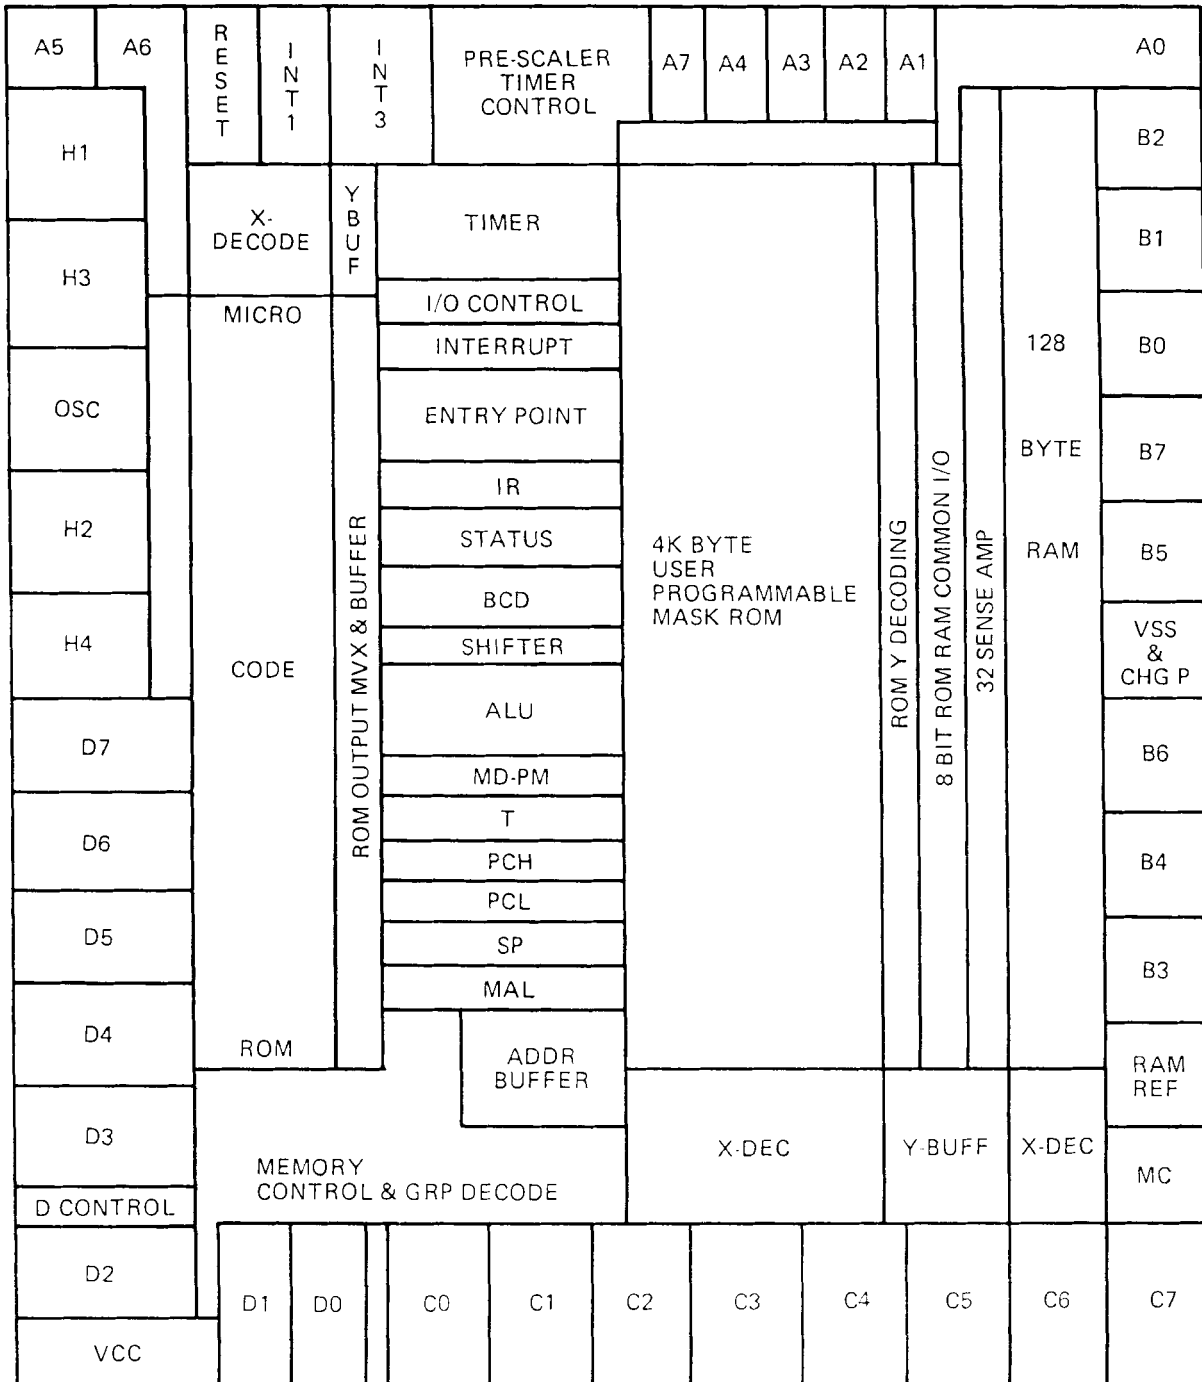 A5
A6
RESET
INT1
INT3
PRE-SCALER
TIMER
CONTROL
A7
A4
A3
A2
A1
A0
H1
H3
OSC
H2
H4
D7
D6
D5
D4
D3
D CONTROL
D2
VCC
X-
DECODE
Y BUF
MICRO
CODE
ROM
ROM OUTPUT MVX & BUFFER
TIMER
I/O CONTROL
INTERRUPT
ENTRY POINT
IR
STATUS
BCD
SHIFTER
ALU
MD-PM
T
PCH
PCL
SP
MAL
ADDR
BUFFER
MEMORY
CONTROL & GRP DECODE
4K BYTE
USER
PROGRAMMABLE
MASK ROM
ROM Y DECODING
8 BIT ROM RAM COMMON I/O
32 SENSE AMP
128
BYTE
RAM
X-DEC
Y-BUFF
X-DEC
B2
B1
B0
B7
B5
VSS
&
CHG P
B6
B4
B3
RAM
REF
MC
D1
D0
C0
C1
C2
C3
C4
C5
C6
C7